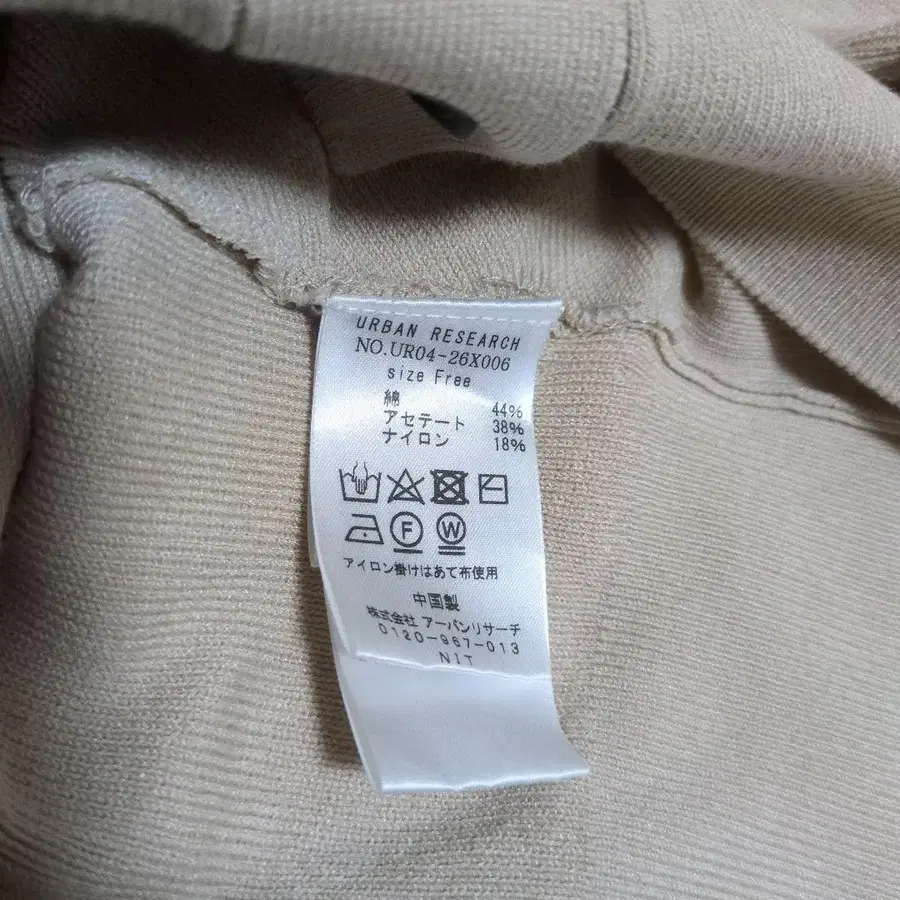 URBAN RESEARCH
NO.UR04-26X006
size Free
綿 44%
アセテート 38%
ナイロン 18%
F W
アイロン掛けはあて布使用
中国製
株式会社 アーバンリサーチ
0120-967-013
NIT